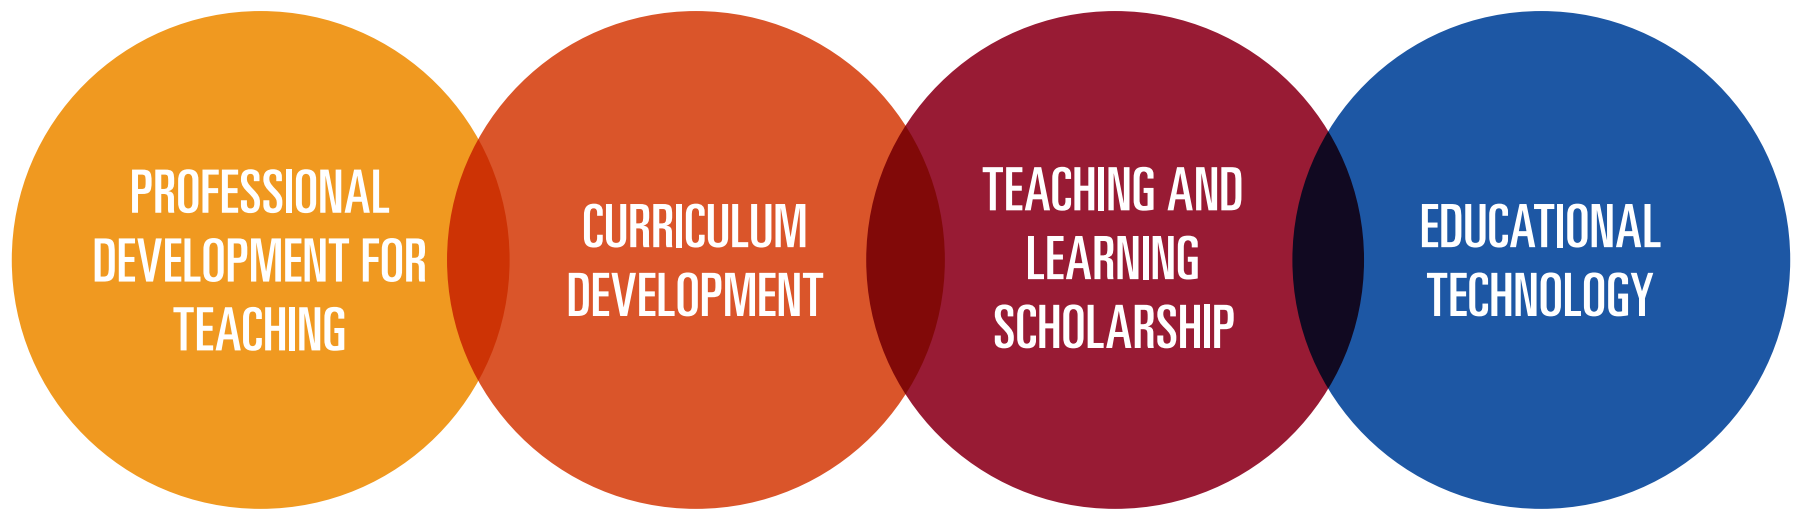 PROFESSIONAL
DEVELOPMENT FOR
TEACHING
CURRICULUM
DEVELOPMENT
TEACHING AND
LEARNING
SCHOLARSHIP
EDUCATIONAL
TECHNOLOGY